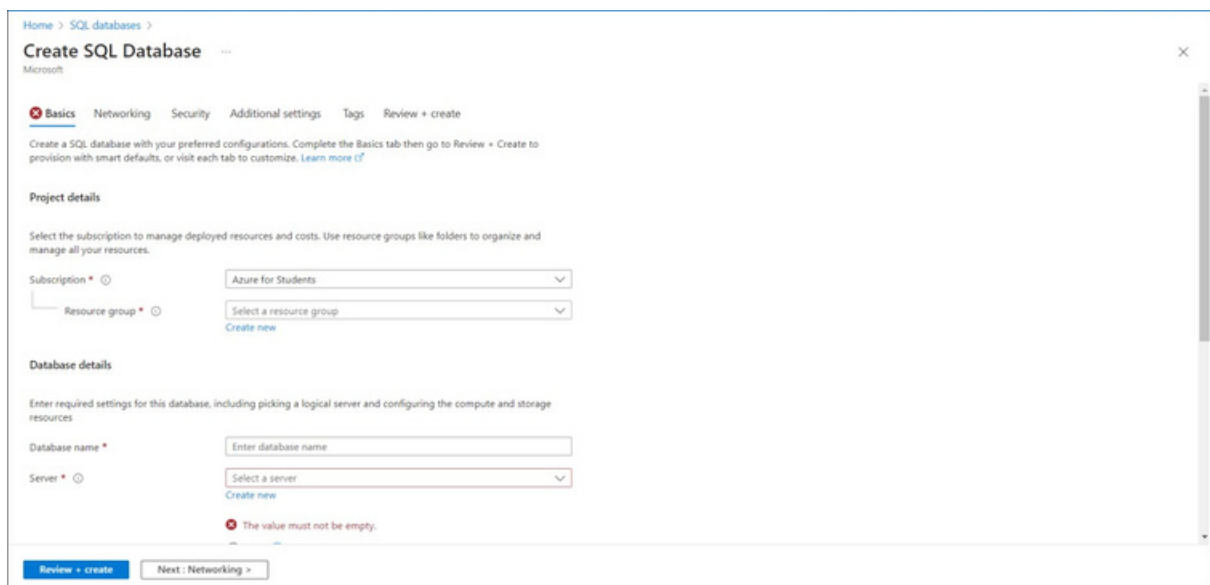 Home > SQL databases >
Create SQL Database ...
Microsoft
Basics Networking Security Additional settings Tags Review + create
Create a SQL database with your preferred configurations. Complete the Basics tab then go to Review + Create to
provision with smart defaults, or visit each tab to customize. Learn more
Project details
Select the subscription to manage deployed resources and costs. Use resource groups like folders to organize and
manage all your resources.
Subscription * Azure for Students
Resource group * Select a resource group
Create new
Database details
Enter required settings for this database, including picking a logical server and configuring the compute and storage
resources
Database name * Enter database name
Server * Select a server
Create new
The value must not be empty.
Review + create Next : Networking >